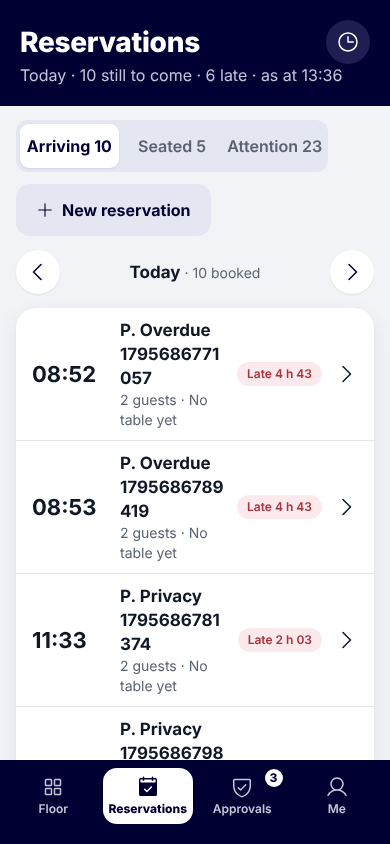 Reservations
Today · 10 still to come · 6 late · as at 13:36
Arriving 10
Seated 5
Attention 23
New reservation
Today · 10 booked
P. Overdue
1795686771
057
08:52
2 guests · No
table yet
Late 4 h 43
P. Overdue
1795686789
419
08:53
2 guests · No
table yet
Late 4 h 43
P. Privacy
1795686781
374
11:33
2 guests · No
table yet
Late 2 h 03
P. Privacy
1795686798
3
Floor
Reservations
Approvals
Me